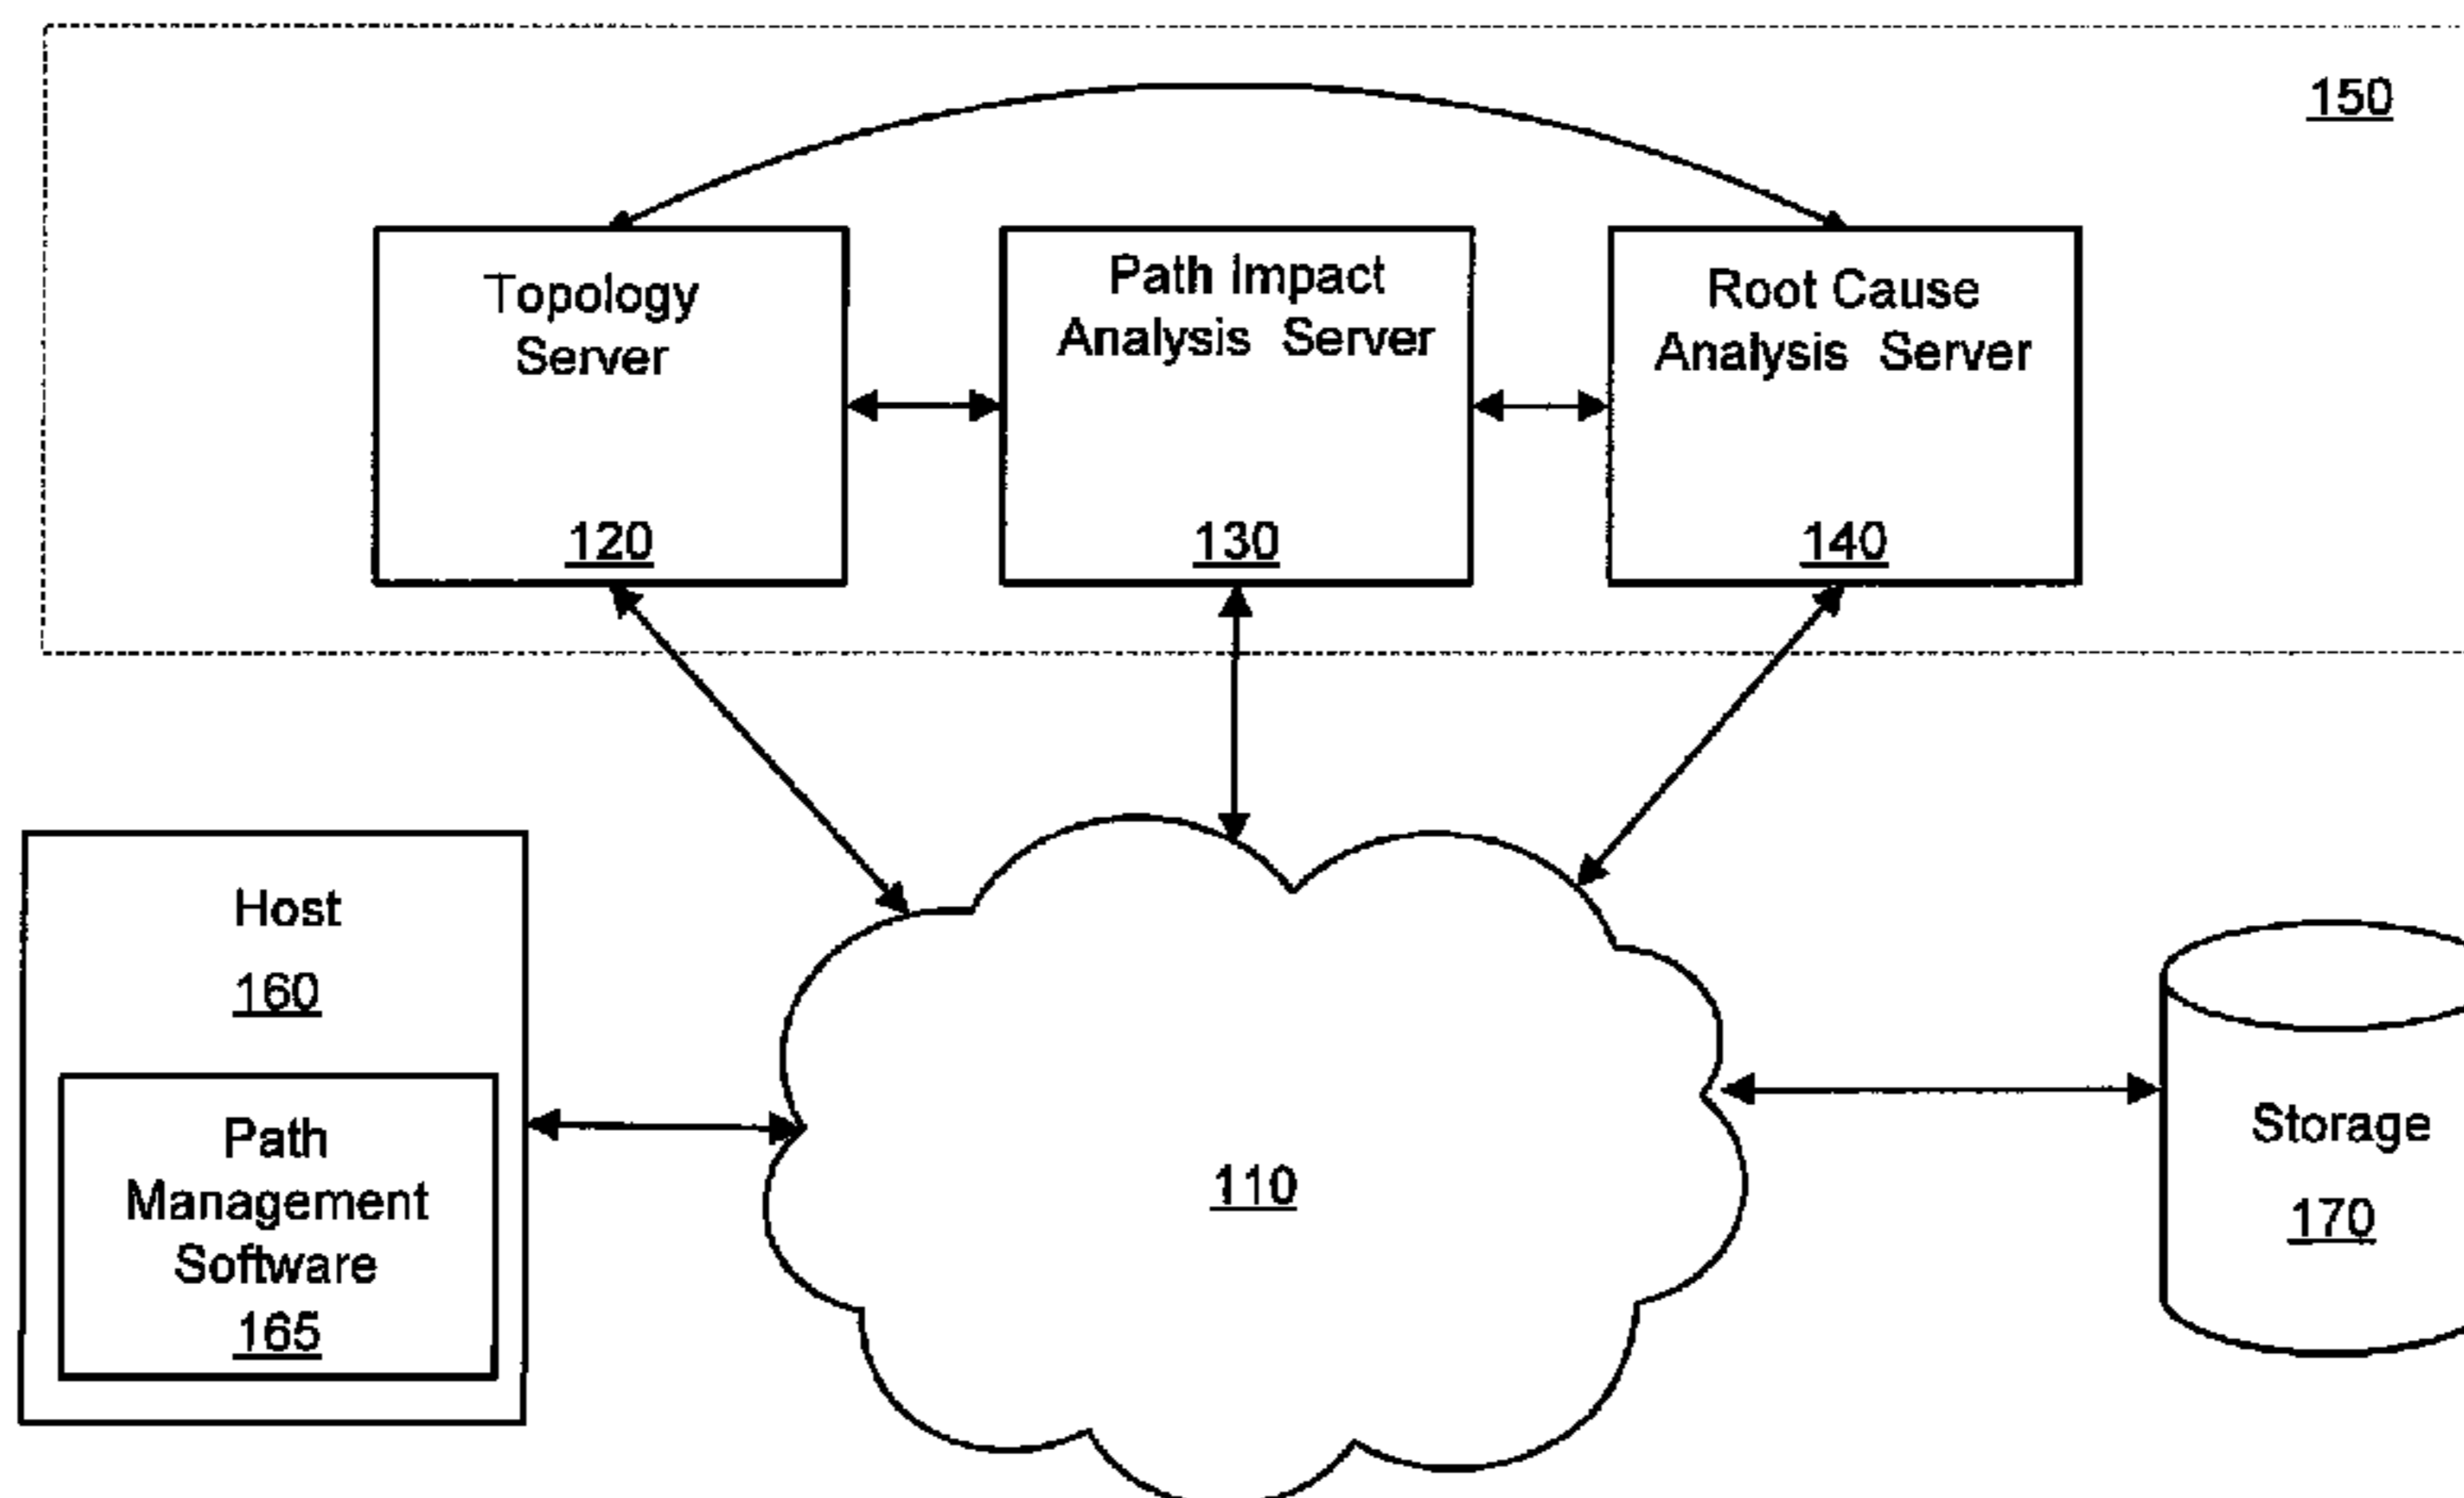 150
Topology
Server
120
Path Impact
Analysis Server
130
Root Cause
Analysis Server
140
Host
160
Path
Management
Software
165
110
Storage
170